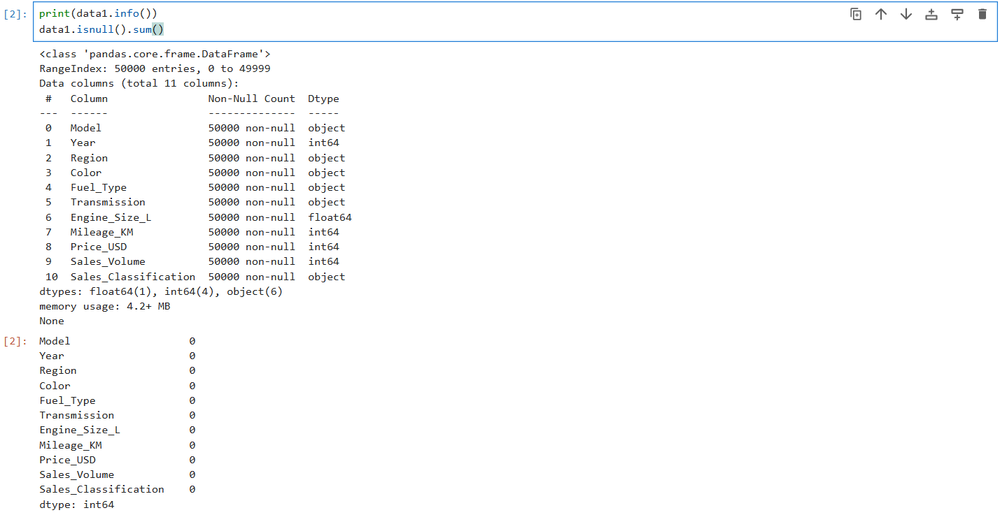 [2]: print(data1.info())
data1.isnull().sum()
<class 'pandas.core.frame.DataFrame'>
RangeIndex: 50000 entries, 0 to 49999
Data columns (total 11 columns):
 #   Column                Non-Null Count  Dtype
---  ------                --------------  -----
 0   Model                 50000 non-null  object
 1   Year                  50000 non-null  int64
 2   Region                50000 non-null  object
 3   Color                 50000 non-null  object
 4   Fuel_Type             50000 non-null  object
 5   Transmission          50000 non-null  object
 6   Engine_Size_L         50000 non-null  float64
 7   Mileage_KM            50000 non-null  int64
 8   Price_USD             50000 non-null  int64
 9   Sales_Volume          50000 non-null  int64
 10  Sales_Classification  50000 non-null  object
dtypes: float64(1), int64(4), object(6)
memory usage: 4.2+ MB
None
[2]: Model                   0
Year                    0
Region                  0
Color                   0
Fuel_Type               0
Transmission            0
Engine_Size_L           0
Mileage_KM              0
Price_USD               0
Sales_Volume            0
Sales_Classification    0
dtype: int64